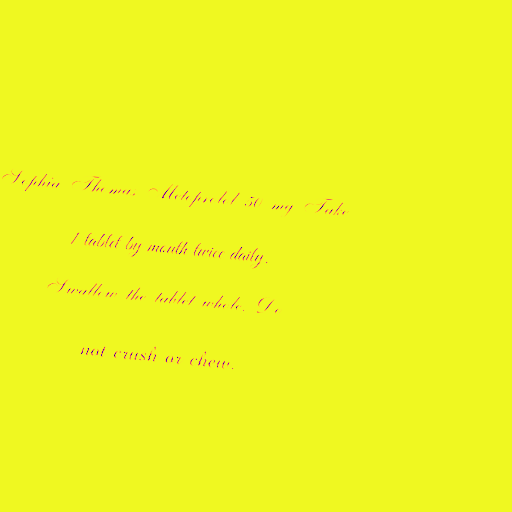 Sophia Thomas Metoprolol 50 mg Take
1 tablet by mouth twice daily.
Swallow the tablet whole. Do
not crush or chew.